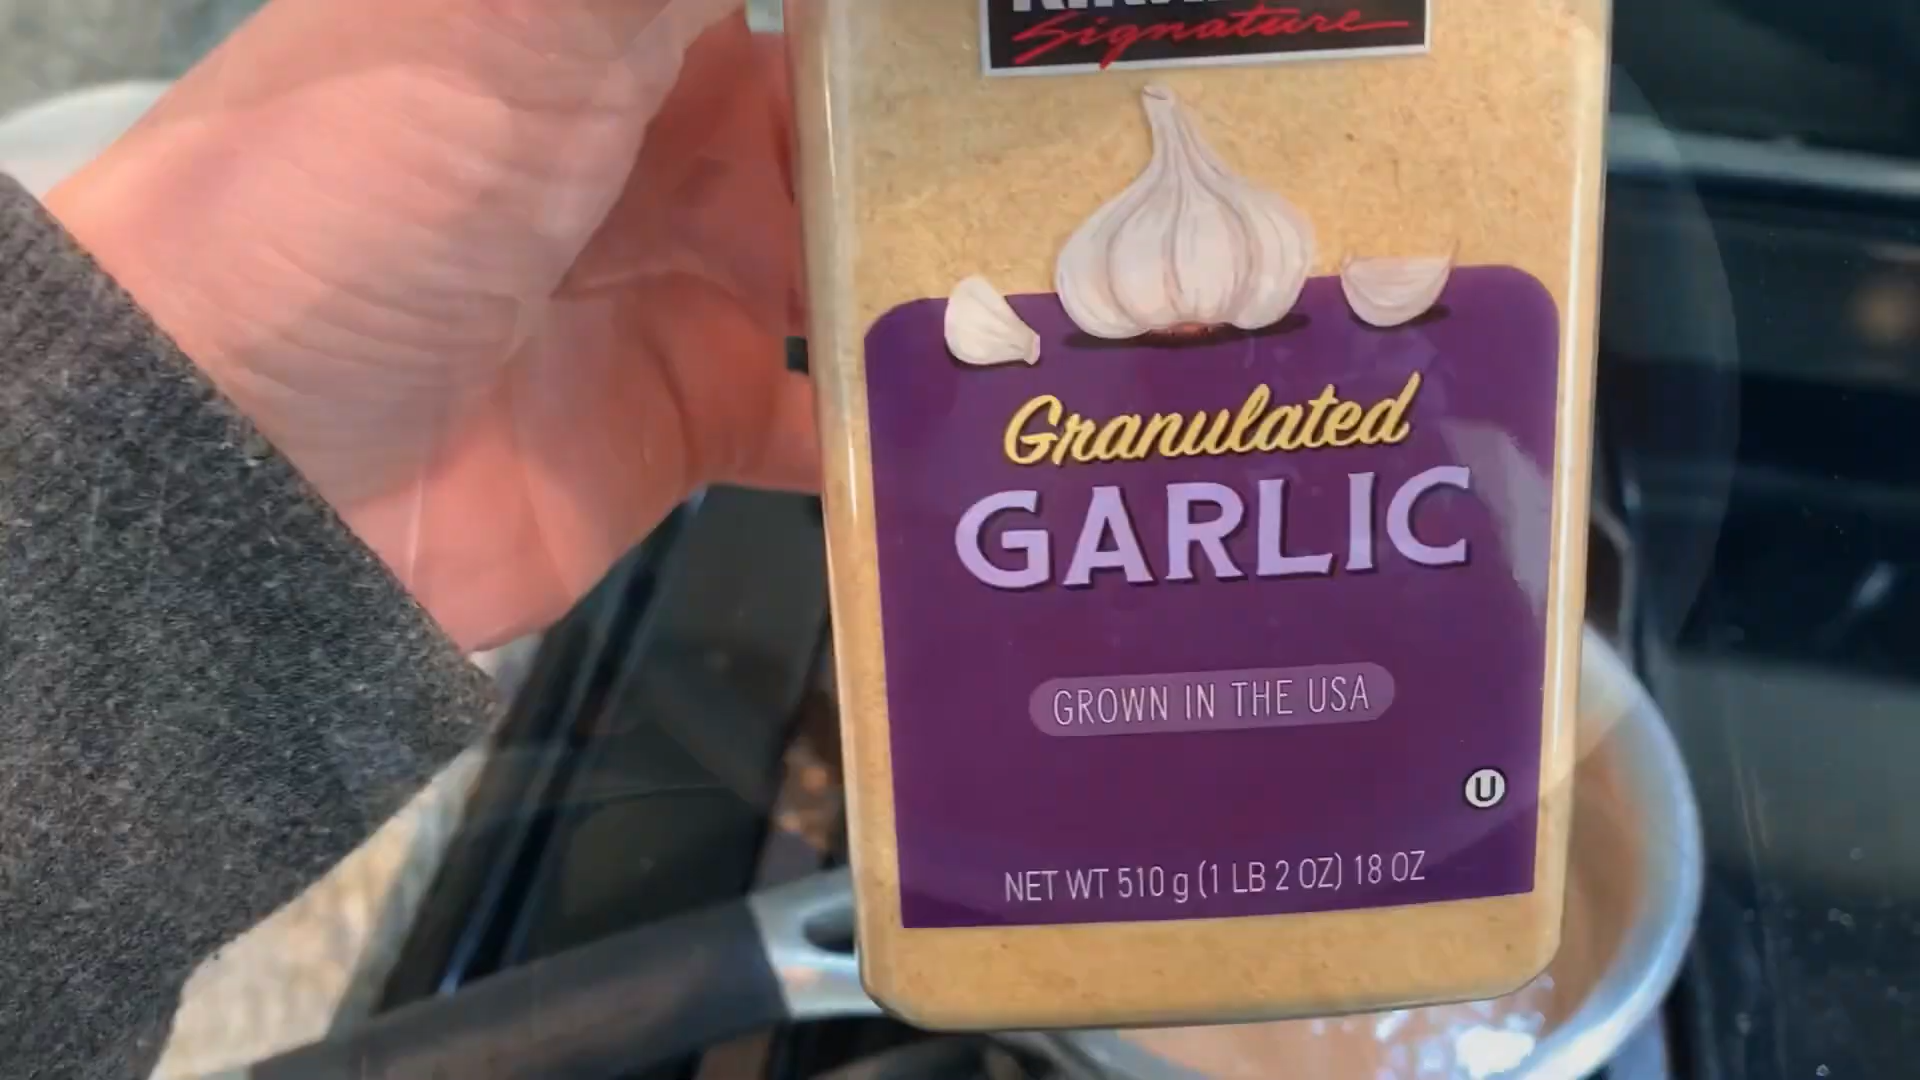 Signature
Granulated
GARLIC
GROWN IN THE USA
U
NET WT 510 g (1 LB 2 OZ) 18 OZ